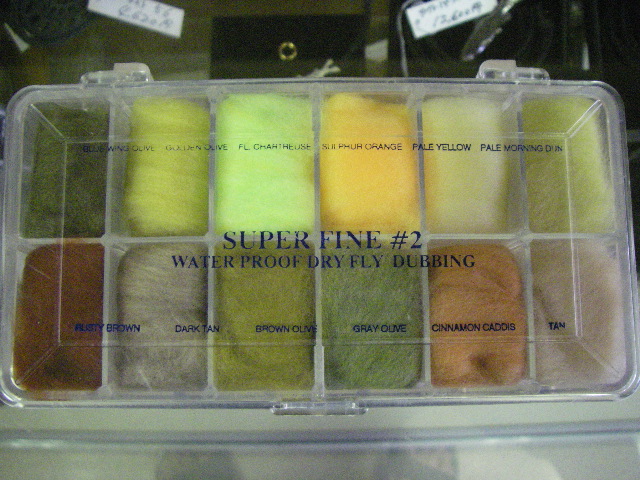 BLUE WING OLIVE GOLDEN OLIVE FL. CHARTREUSE SULPHUR ORANGE PALE YELLOW PALE MORNING DUN
SUPER FINE #2
WATER PROOF DRY FLY DUBBING
RUSTY BROWN DARK TAN BROWN OLIVE GRAY OLIVE CINNAMON CADDIS TAN